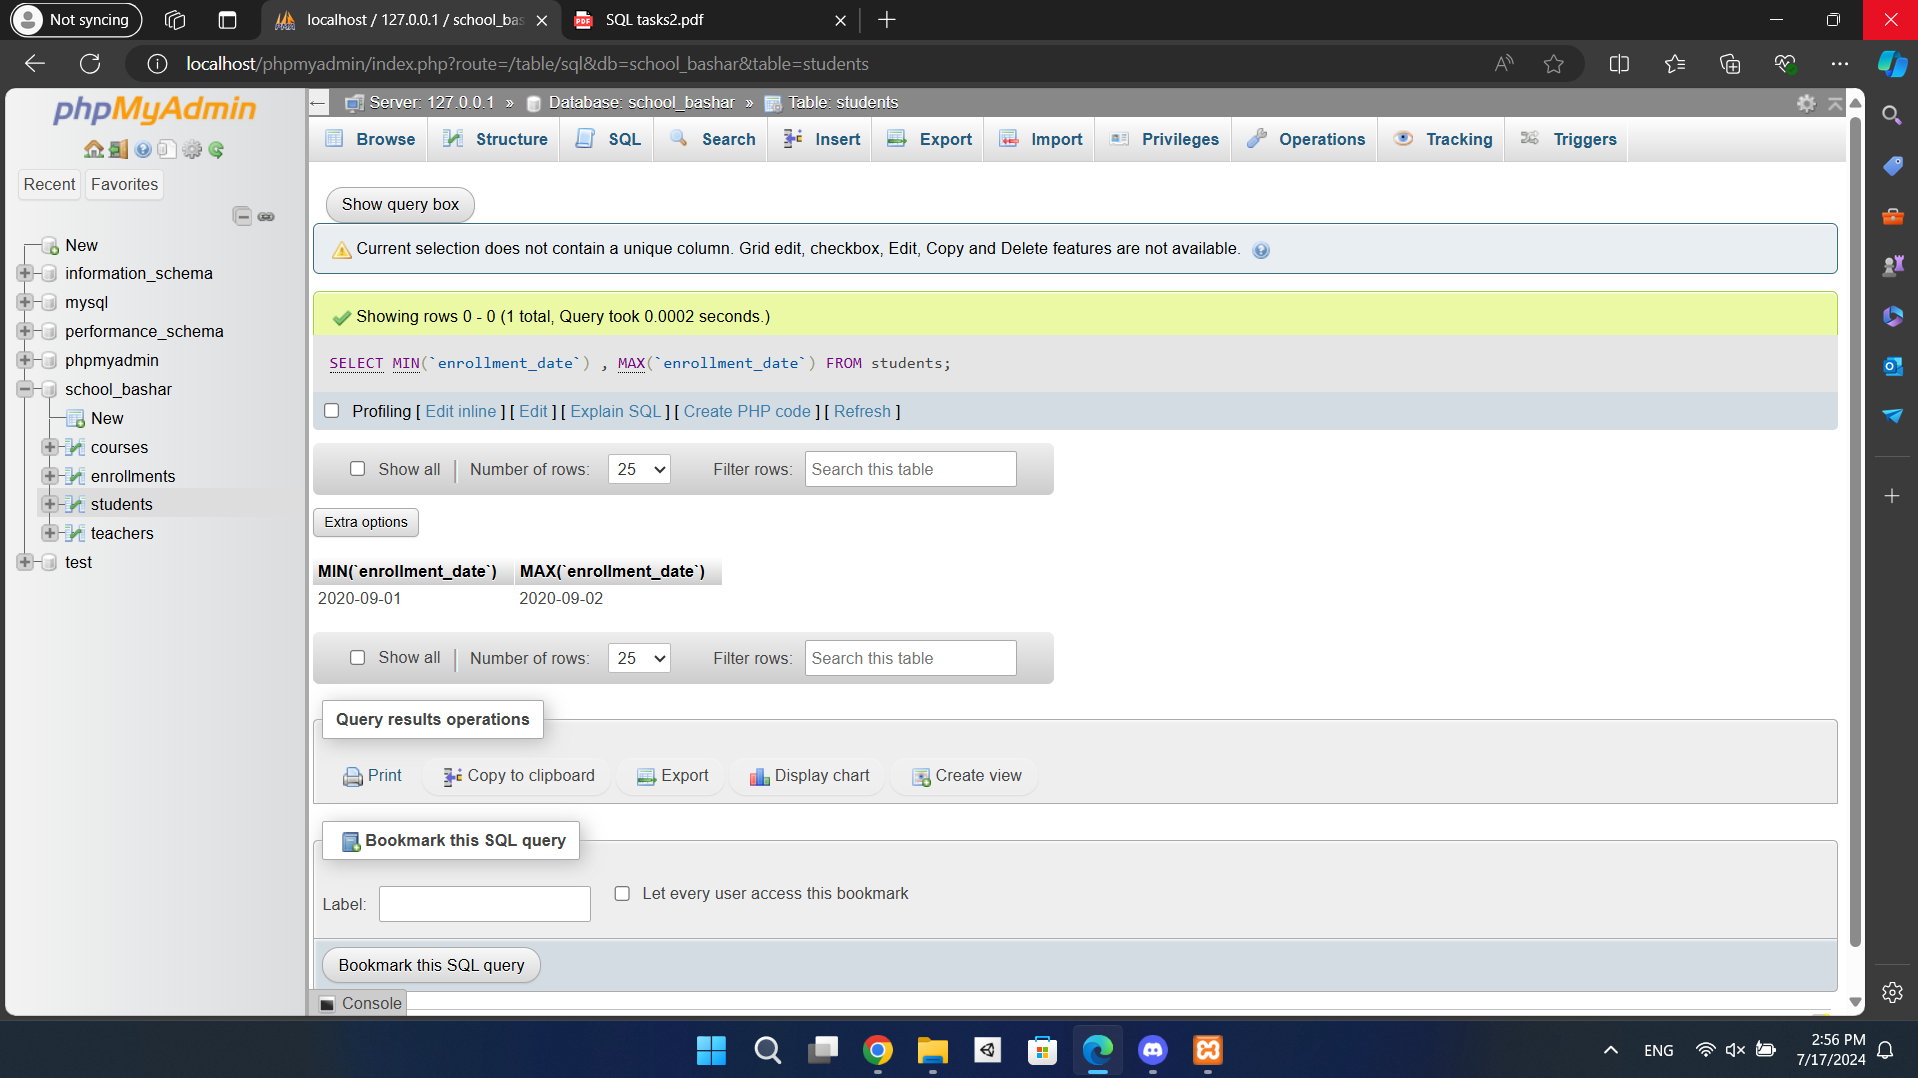 Not syncing
localhost / 127.0.0.1 / school_bas
SQL tasks2.pdf
localhost/phpmyadmin/index.php?route=/table/sql&db=school_bashar&table=students
phpMyAdmin
Recent
Favorites
New
information_schema
mysql
performance_schema
phpmyadmin
school_bashar
New
courses
enrollments
students
teachers
test
Server: 127.0.0.1 » Database: school_bashar » Table: students
Browse Structure SQL Search Insert Export Import Privileges Operations Tracking Triggers
Show query box
Current selection does not contain a unique column. Grid edit, checkbox, Edit, Copy and Delete features are not available.
Showing rows 0 - 0 (1 total, Query took 0.0002 seconds.)
SELECT MIN(`enrollment_date`) , MAX(`enrollment_date`) FROM students;
Profiling [ Edit inline ] [ Edit ] [ Explain SQL ] [ Create PHP code ] [ Refresh ]
Show all | Number of rows: 25 Filter rows: Search this table
Extra options
MIN(`enrollment_date`) MAX(`enrollment_date`)
2020-09-01 2020-09-02
Show all | Number of rows: 25 Filter rows: Search this table
Query results operations
Print Copy to clipboard Export Display chart Create view
Bookmark this SQL query
Label: Let every user access this bookmark
Bookmark this SQL query
Console
ENG
2:56 PM
7/17/2024